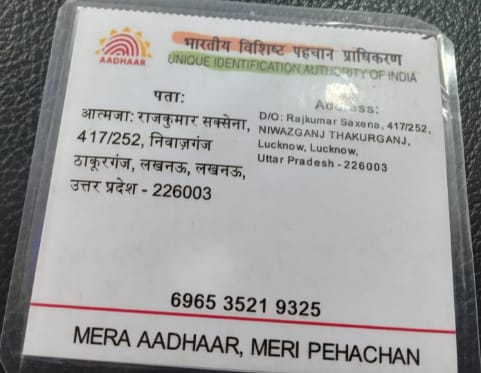 AADHAAR
भारतीय विशिष्ट पहचान प्राधिकरण
UNIQUE IDENTIFICATION AUTHORITY OF INDIA
पता:
आत्मजा: राजकुमार सक्सेना,
417/252, निवाज़गंज
ठाकूरगंज, लखनऊ, लखनऊ,
उत्तर प्रदेश - 226003
Address:
D/O: Rajkumar Saxena, 417/252,
NIWAZGANJ THAKURGANJ,
Lucknow, Lucknow,
Uttar Pradesh - 226003
6965 3521 9325
MERA AADHAAR, MERI PEHACHAN